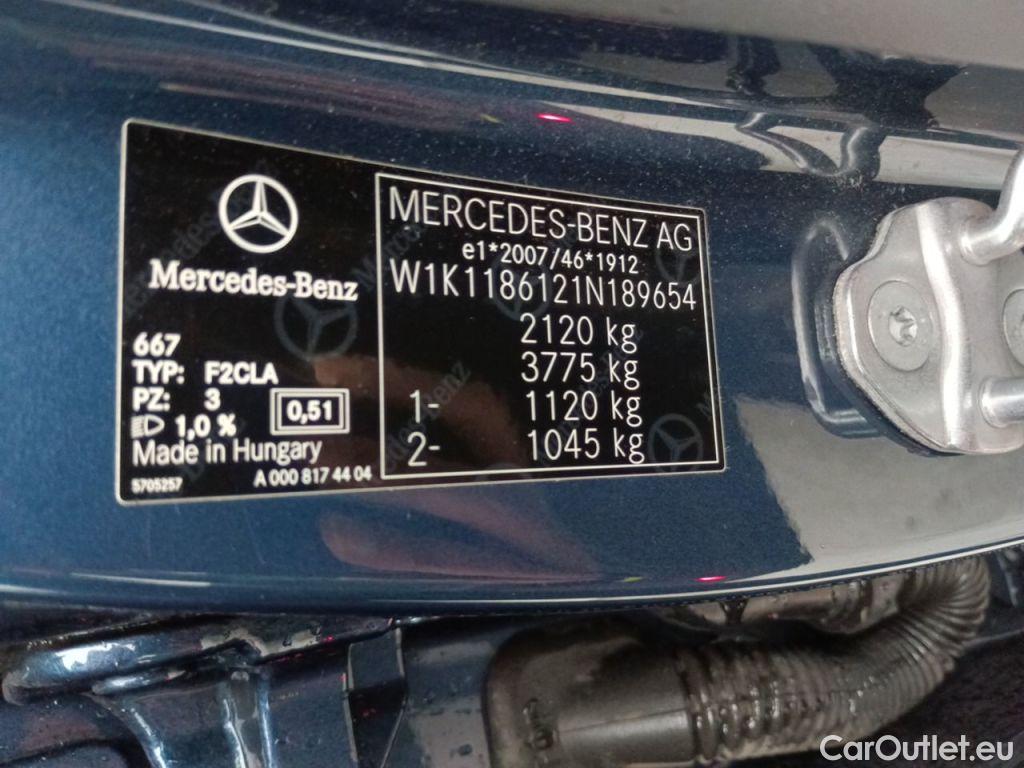 Mercedes-Benz
667
TYP: F2CLA
PZ: 3
1,0 %
0,51
Made in Hungary
5705257
A 000 817 44 04
MERCEDES-BENZ AG
e1*2007/46*1912
W1K1186121N189654
2120 kg
3775 kg
1- 1120 kg
2- 1045 kg
CarOutlet.eu